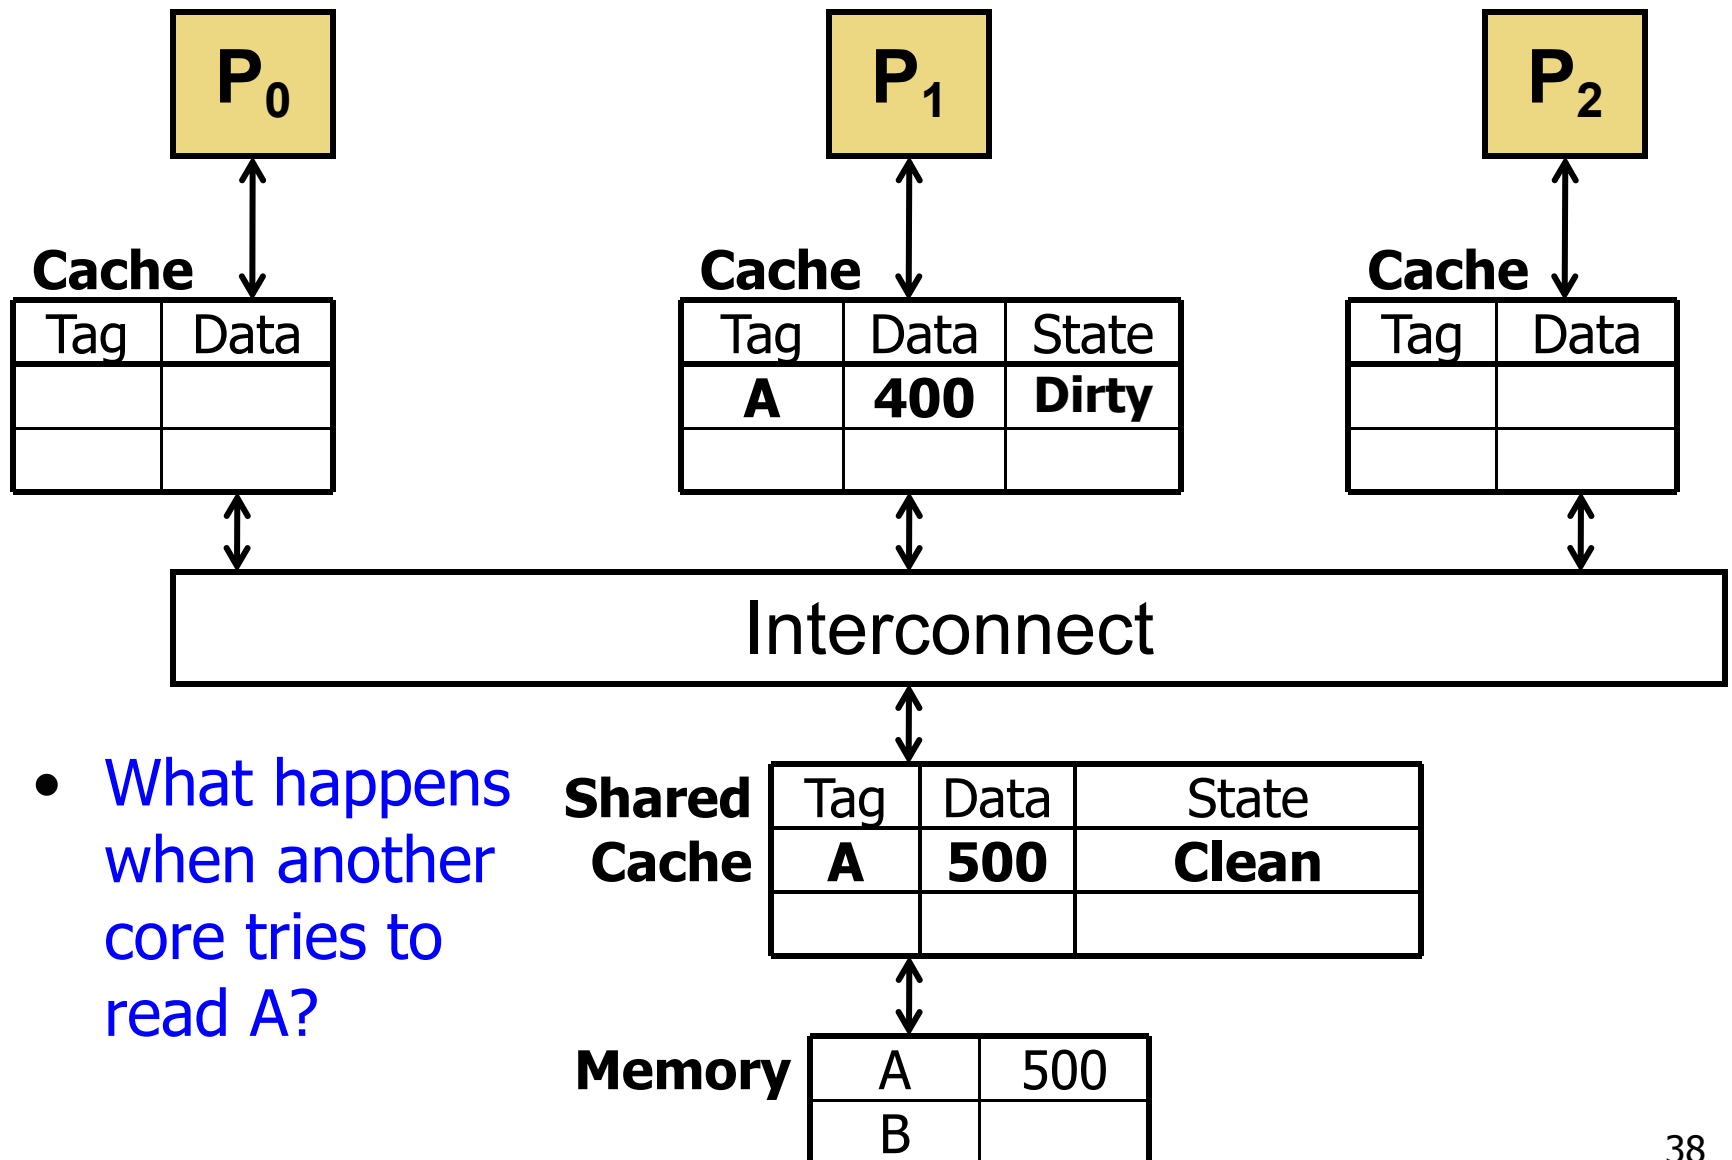 P0 P1 P2
Cache Cache Cache
Tag Data Tag Data State Tag Data
A 400 Dirty
Interconnect
• What happens
when another
core tries to
read A?
Shared Tag Data State
Cache A 500 Clean
Memory A 500
B
38